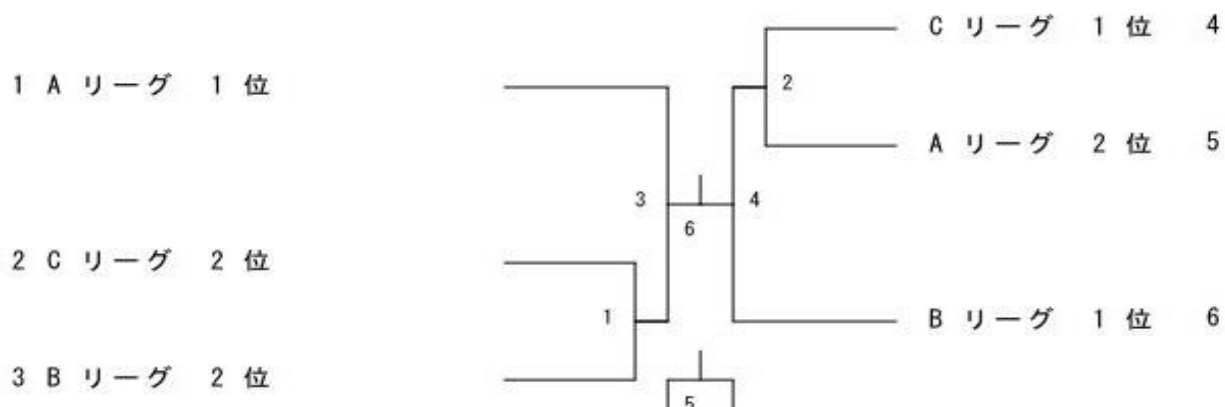 C リーグ 1 位 4
1 A リーグ 1 位
2
A リーグ 2 位 5
3
4
6
2 C リーグ 2 位
1
B リーグ 1 位 6
3 B リーグ 2 位
5